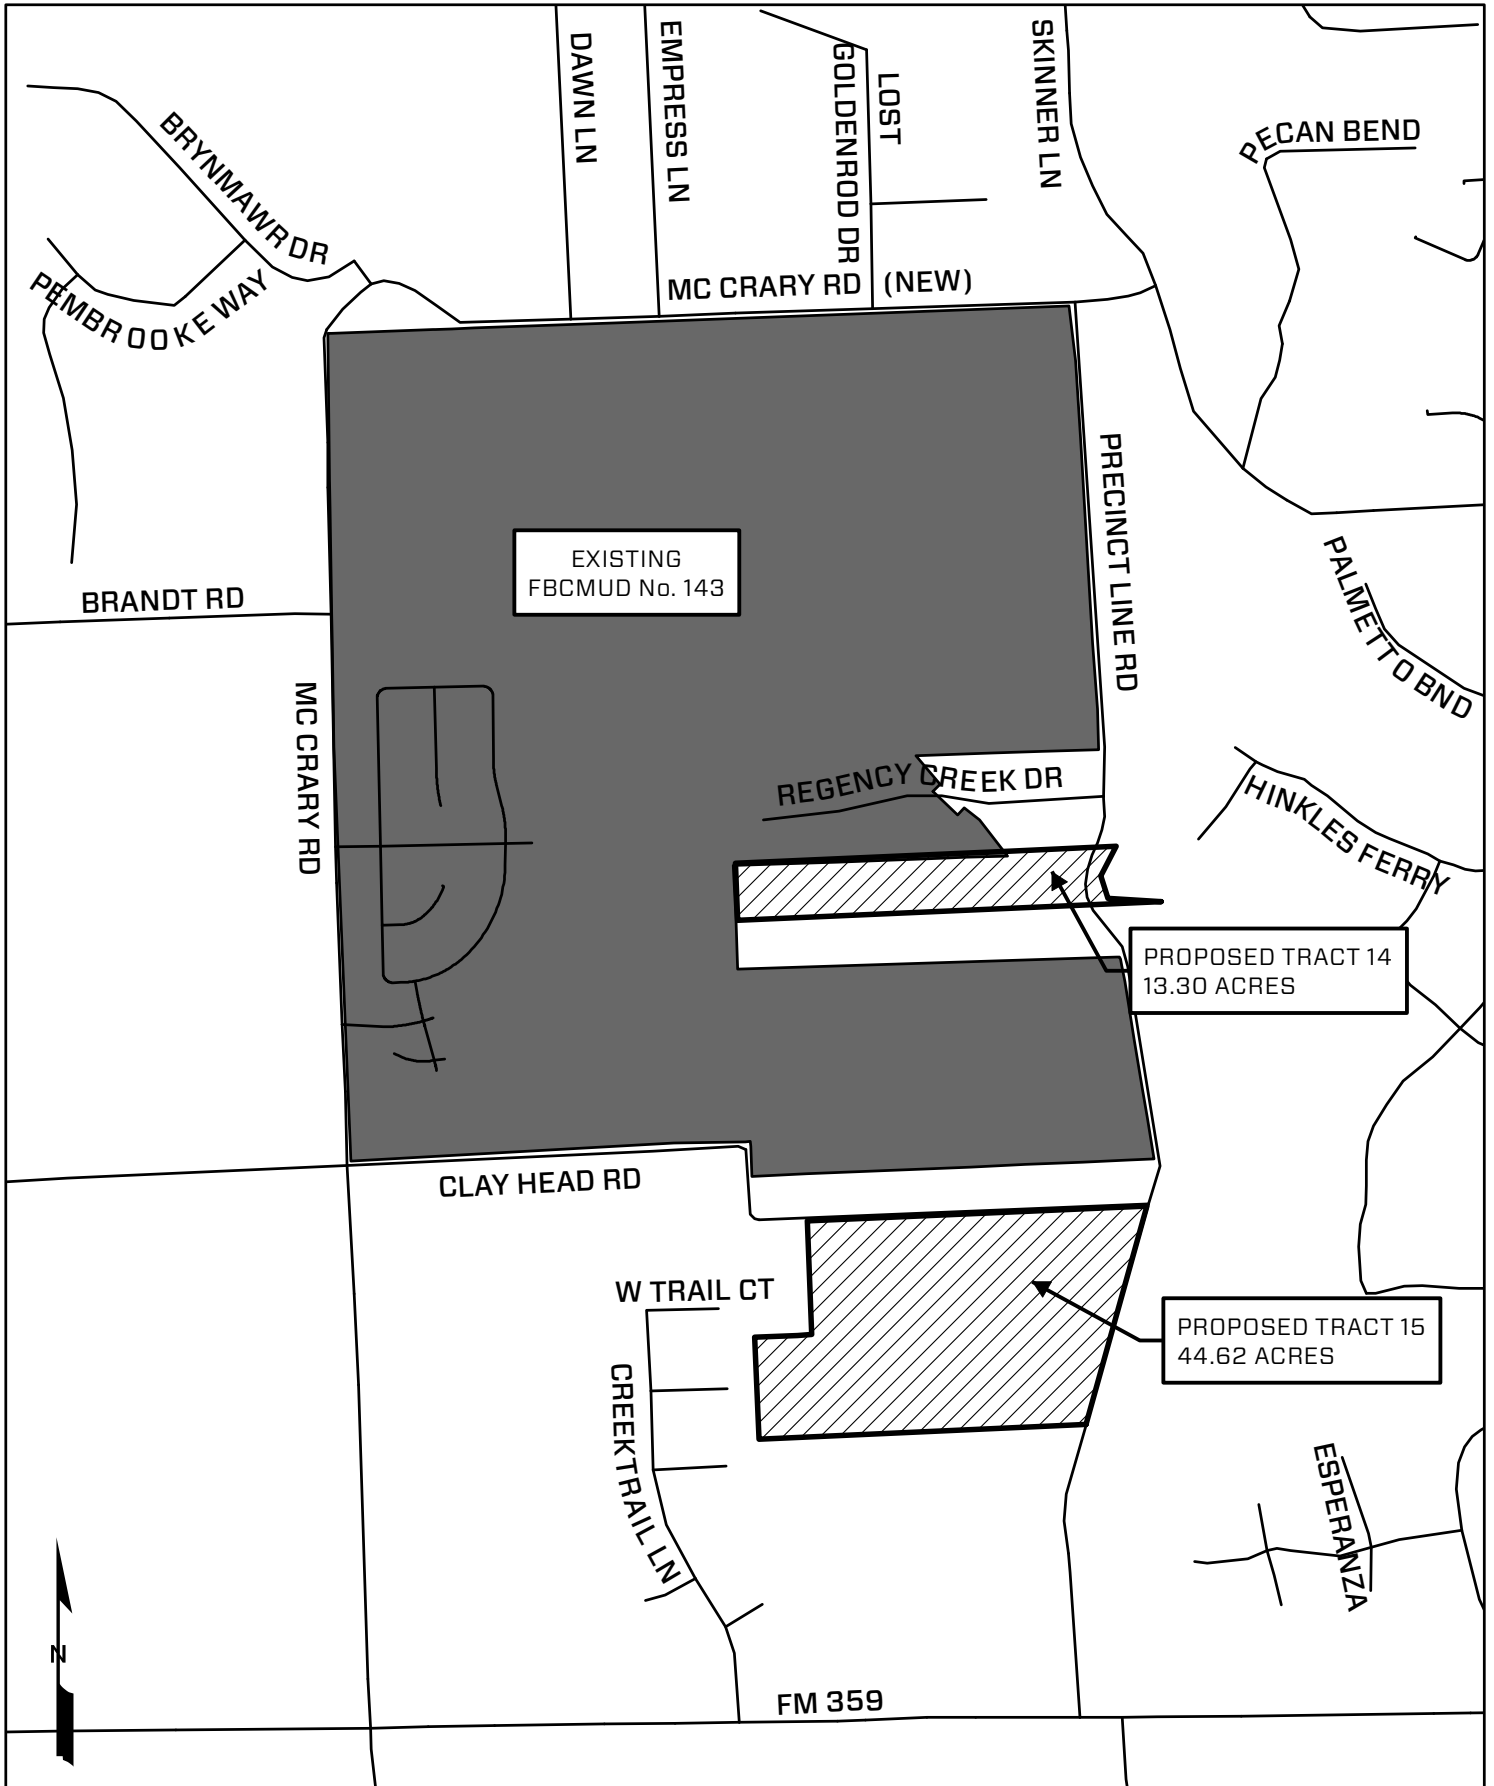 DAWN LN
EMPRESS LN
GOLDENROD DR
LOST
SKINNER LN
PECAN BEND
BRYNMAWR DR
PEMBROOKE WAY
MC CRARY RD (NEW)
PRECINCT LINE RD
EXISTING
FBCMUD No. 143
BRANDT RD
PALMETTO BND
MC CRARY RD
REGENCY CREEK DR
HINKLES FERRY
PROPOSED TRACT 14
13.30 ACRES
CLAY HEAD RD
W TRAIL CT
PROPOSED TRACT 15
44.62 ACRES
CREEKTRAIL LN
ESPERANZA
N
FM 359